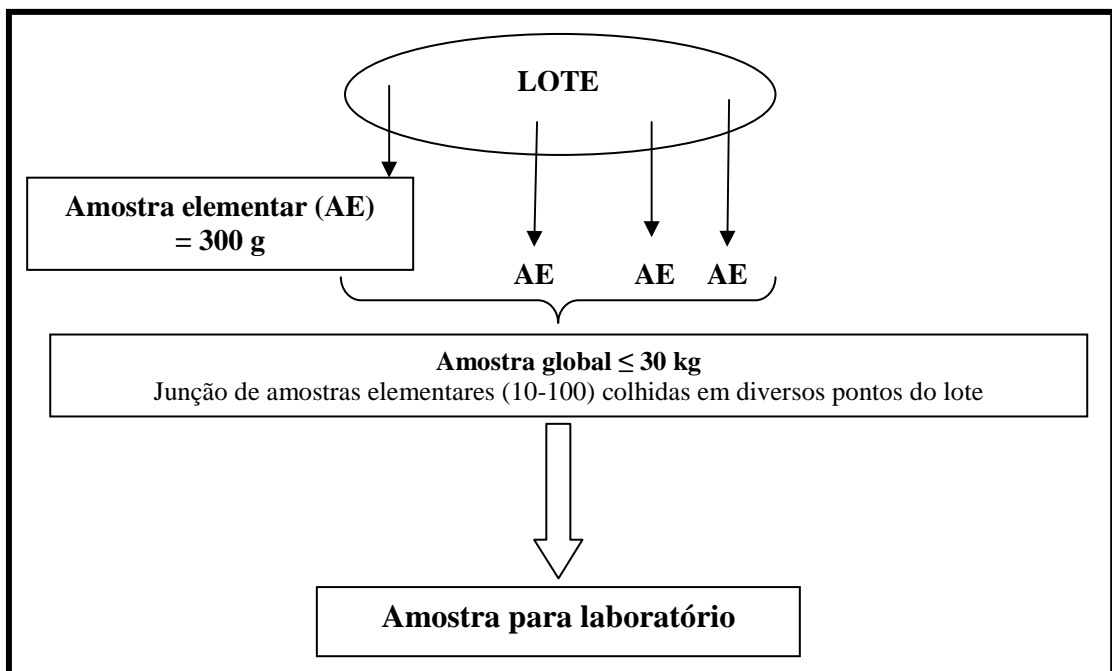 LOTE
Amostra elementar (AE)
= 300 g
AE AE AE
Amostra global ≤ 30 kg
Junção de amostras elementares (10-100) colhidas em diversos pontos do lote
Amostra para laboratório